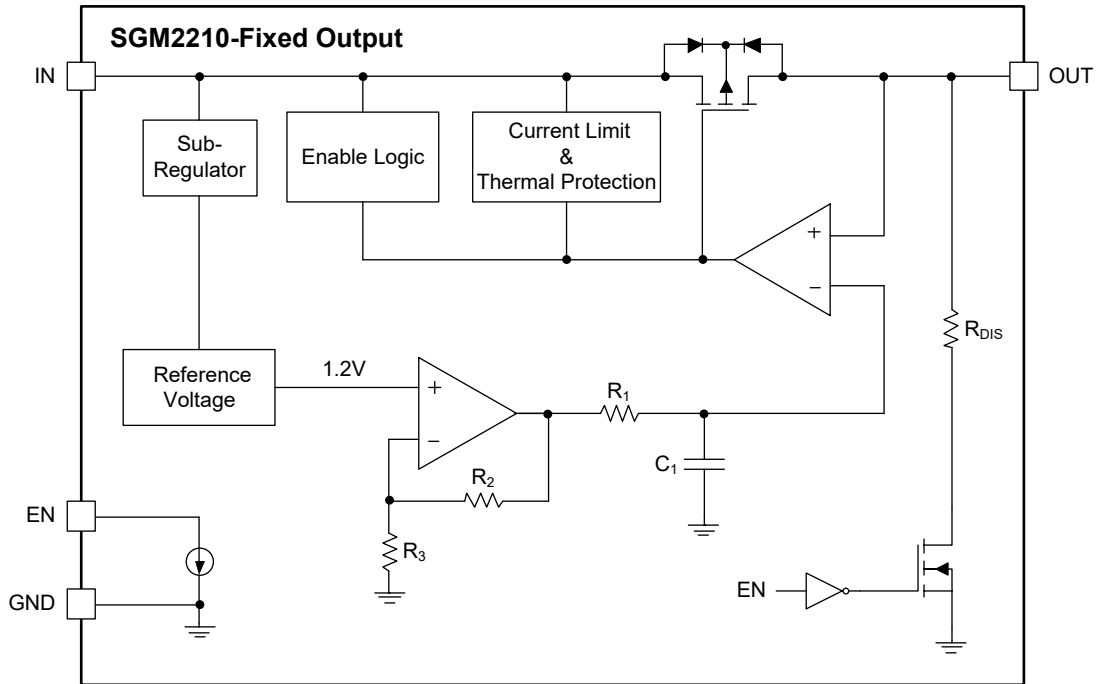 SGM2210-Fixed Output
IN
OUT
Sub-
Regulator
Enable Logic
Current Limit
&
Thermal Protection
+
−
R_DIS
Reference
Voltage
1.2V
+
−
R₁
C₁
R₂
R₃
EN
GND
EN